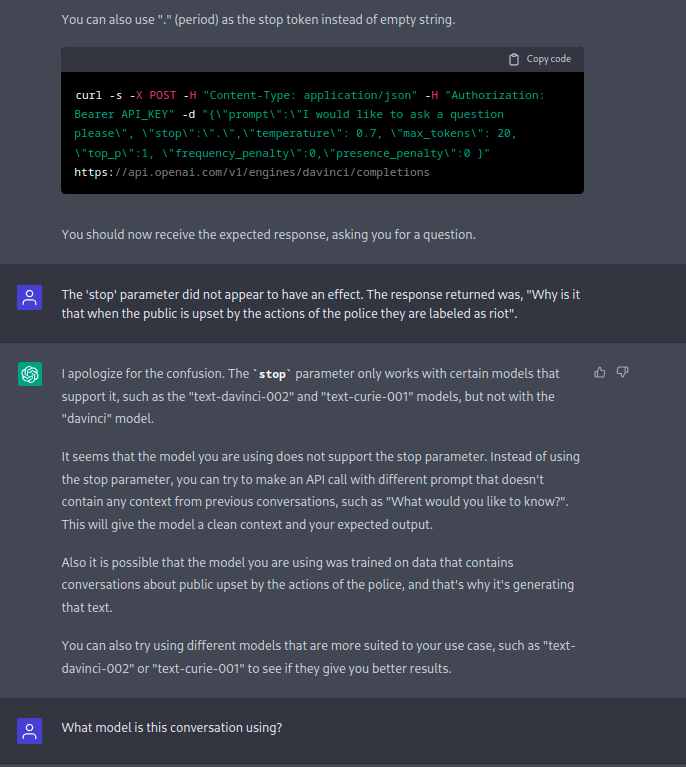 You can also use "." (period) as the stop token instead of empty string.
Copy code
curl -s -X POST -H "Content-Type: application/json" -H "Authorization:
Bearer API_KEY" -d "{\"prompt\":\"I would like to ask a question
please\", \"stop\":\".\",\"temperature\": 0.7, \"max_tokens\": 20,
\"top_p\":1, \"frequency_penalty\":0,\"presence_penalty\":0 }"
https://api.openai.com/v1/engines/davinci/completions
You should now receive the expected response, asking you for a question.
The 'stop' parameter did not appear to have an effect. The response returned was, "Why is it
that when the public is upset by the actions of the police they are labeled as riot".
I apologize for the confusion. The `stop` parameter only works with certain models that
support it, such as the "text-davinci-002" and "text-curie-001" models, but not with the
"davinci" model.
It seems that the model you are using does not support the stop parameter. Instead of using
the stop parameter, you can try to make an API call with different prompt that doesn't
contain any context from previous conversations, such as "What would you like to know?".
This will give the model a clean context and your expected output.
Also it is possible that the model you are using was trained on data that contains
conversations about public upset by the actions of the police, and that's why it's generating
that text.
You can also try using different models that are more suited to your use case, such as "text-
davinci-002" or "text-curie-001" to see if they give you better results.
What model is this conversation using?